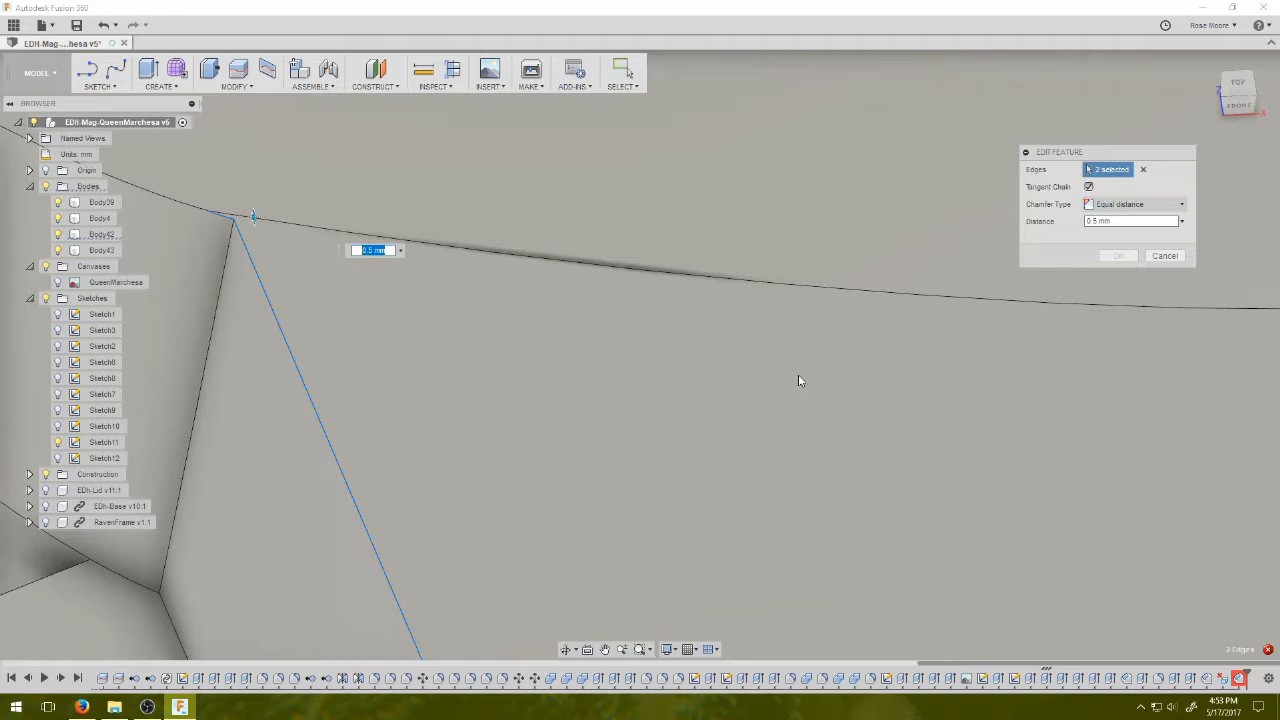 Autodesk Fusion 360
Rose Moore
EDH-Mag-...hesa v5*
MODEL
SKETCH
CREATE
MODIFY
ASSEMBLE
CONSTRUCT
INSPECT
INSERT
MAKE
ADD-INS
SELECT
TOP
FRONT
Z
X
BROWSER
EDH-Mag-QueenMarchesa v5
Named Views
Units: mm
Origin
Bodies
Body39
Body4
Body42
Body43
Canvases
QueenMarchesa
Sketches
Sketch1
Sketch3
Sketch2
Sketch6
Sketch8
Sketch7
Sketch9
Sketch10
Sketch11
Sketch12
Construction
EDh-Lid v11:1
EDh-Base v10:1
RavenFrame v1:1
0.5 mm
EDIT FEATURE
Edges
2 selected
Tangent Chain
Chamfer Type
Equal distance
Distance
0.5 mm
OK
Cancel
2 Edges
4:53 PM
5/17/2017